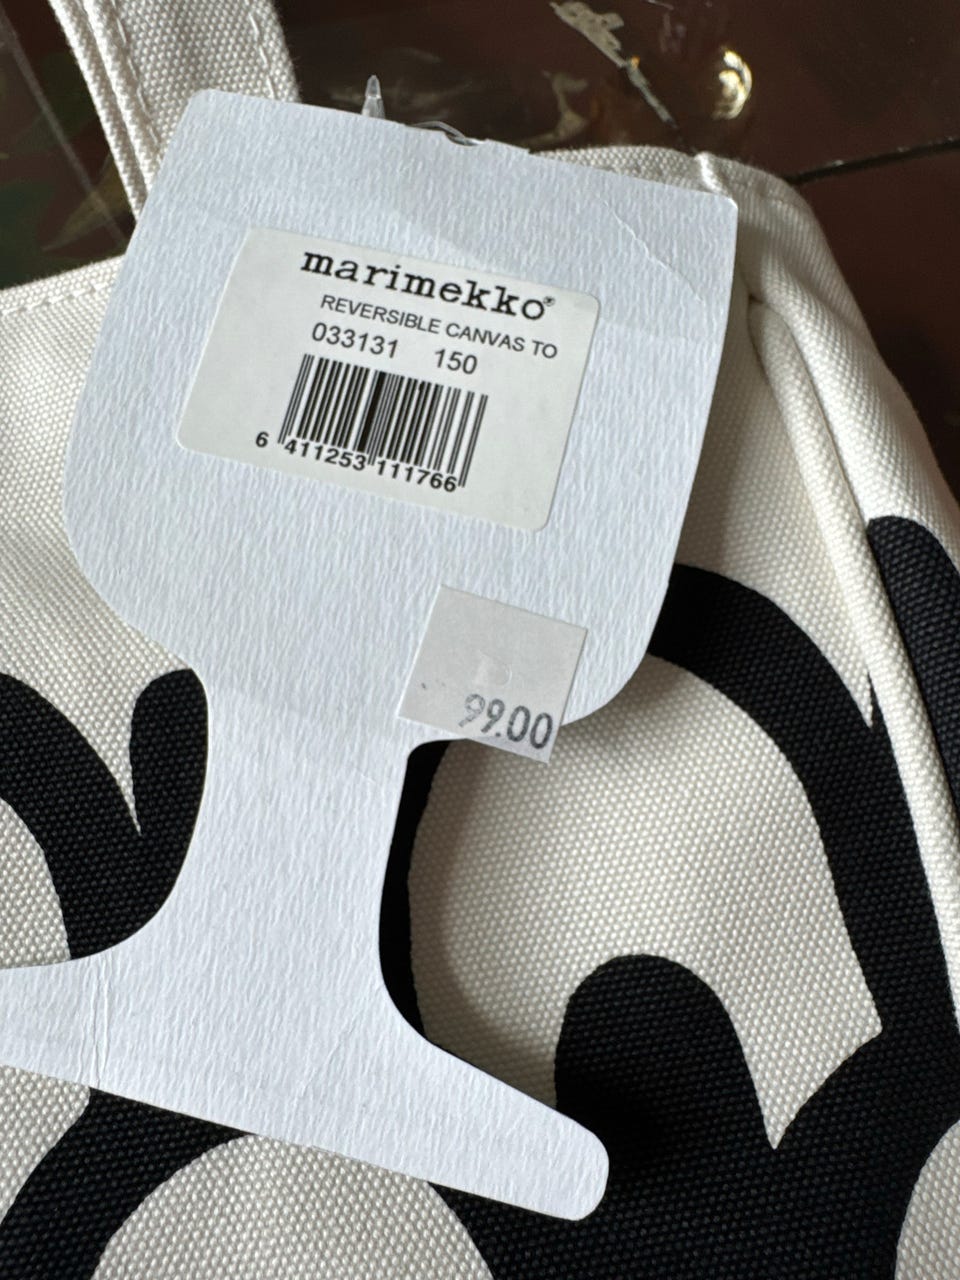 marimekko®
REVERSIBLE CANVAS TO
033131 150
6 411253 111766
99.00